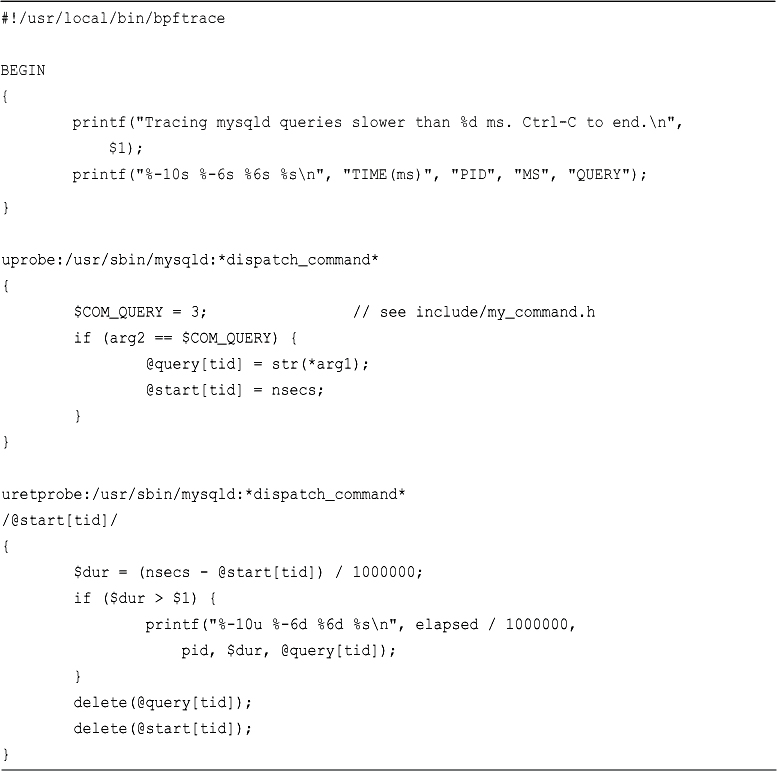 #!/usr/local/bin/bpftrace
BEGIN
{
printf("Tracing mysqld queries slower than %d ms. Ctrl-C to end.\n",
$1);
printf("%-10s %-6s %6s %s\n", "TIME(ms)", "PID", "MS", "QUERY");
}
uprobe:/usr/sbin/mysqld:*dispatch_command*
{
$COM_QUERY = 3; // see include/my_command.h
if (arg2 == $COM_QUERY) {
@query[tid] = str(*arg1);
@start[tid] = nsecs;
}
}
uretprobe:/usr/sbin/mysqld:*dispatch_command*
/@start[tid]/
{
$dur = (nsecs - @start[tid]) / 1000000;
if ($dur > $1) {
printf("%-10u %-6d %6d %s\n", elapsed / 1000000,
pid, $dur, @query[tid]);
}
delete(@query[tid]);
delete(@start[tid]);
}